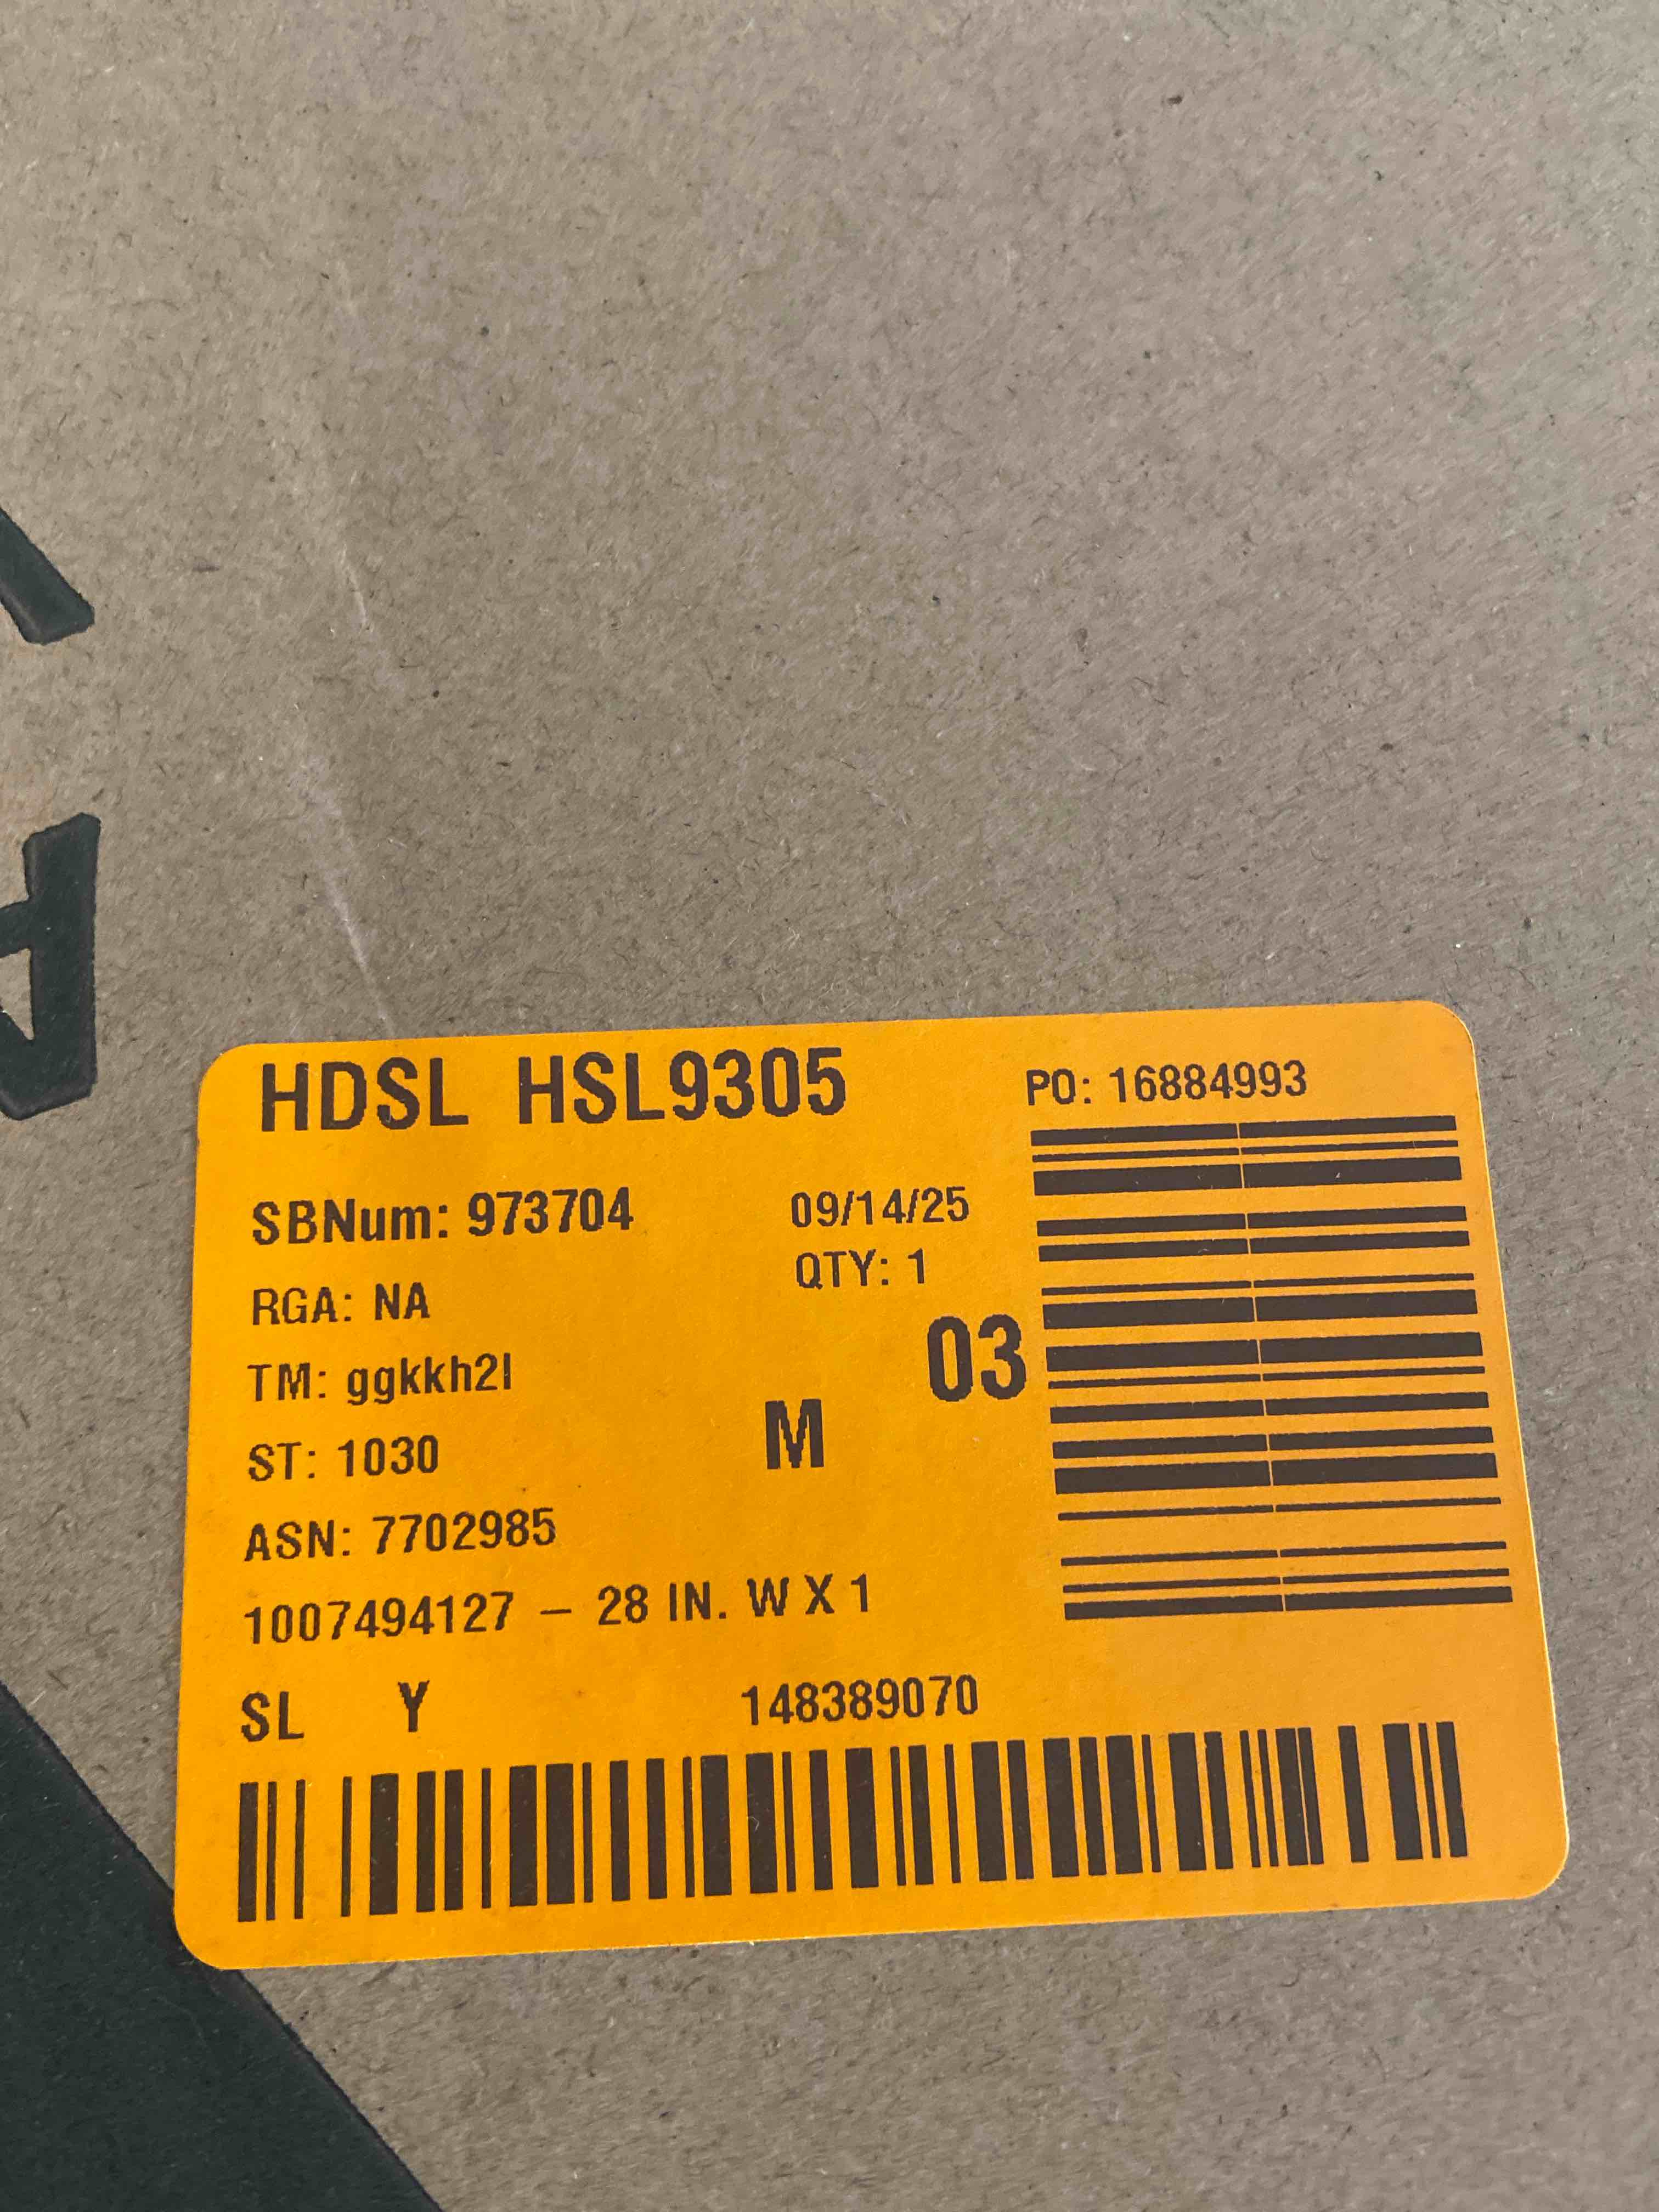 HDSL HSL9305
PO: 16884993
SBNum: 973704
09/14/25
QTY: 1
RGA: NA
03
TM: ggkkh2l
M
ST: 1030
ASN: 7702985
1007494127 – 28 IN. W X 1
SL Y 148389070